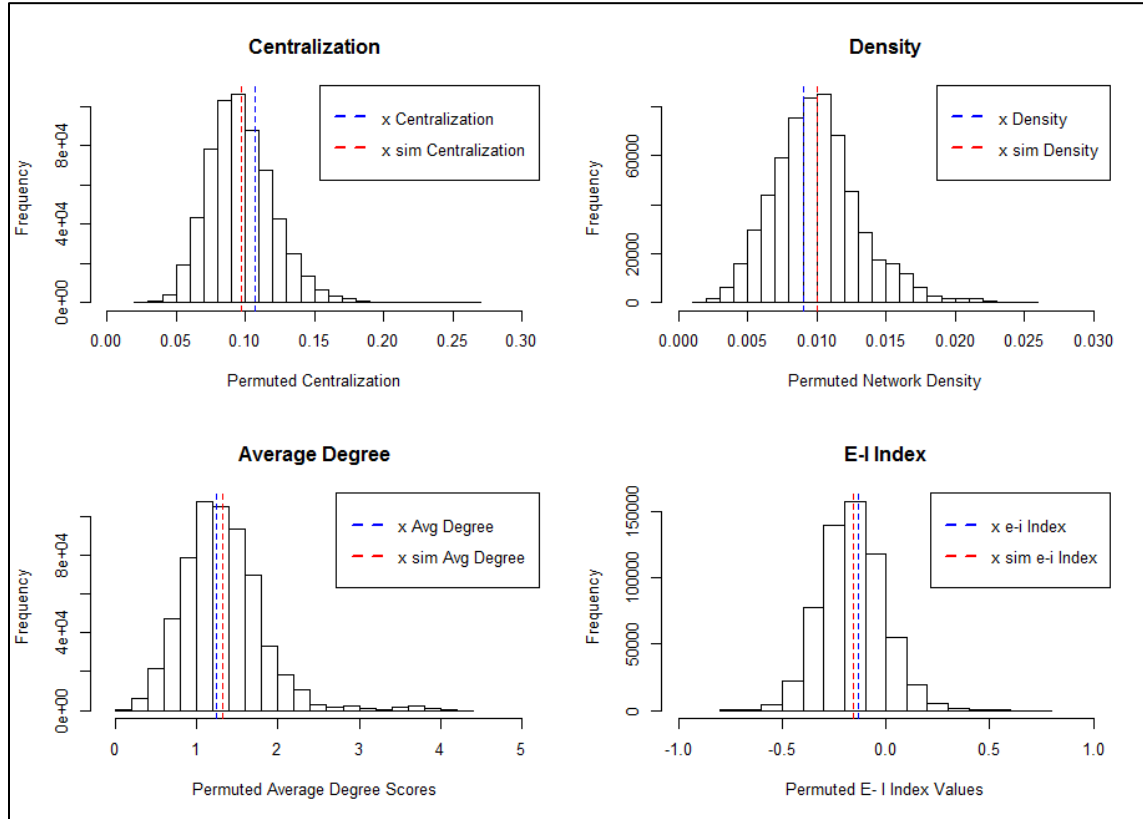 Centralization
x Centralization
x sim Centralization
Frequency
0e+00
4e+04
8e+04
0.00 0.05 0.10 0.15 0.20 0.25 0.30
Permuted Centralization
Density
x Density
x sim Density
Frequency
0
20000
60000
0.000 0.005 0.010 0.015 0.020 0.025 0.030
Permuted Network Density
Average Degree
x Avg Degree
x sim Avg Degree
Frequency
0e+00
4e+04
8e+04
0 1 2 3 4 5
Permuted Average Degree Scores
E-I Index
x e-i Index
x sim e-i Index
Frequency
0
50000
100000
150000
-1.0 -0.5 0.0 0.5 1.0
Permuted E- I Index Values